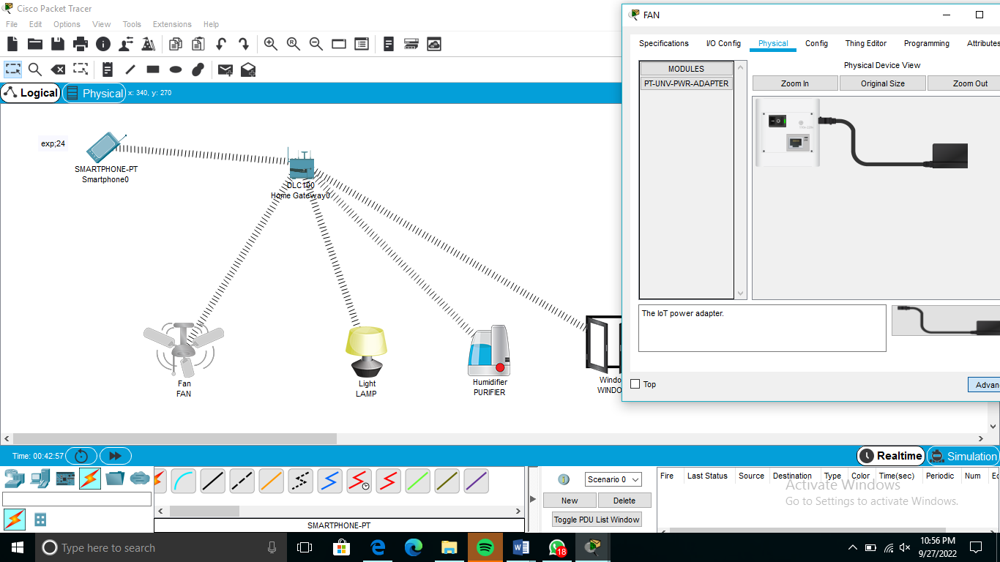 Cisco Packet Tracer
File Edit Options View Tools Extensions Help
Logical
Physical x: 340, y: 270
exp;24
SMARTPHONE-PT
Smartphone0
DLC100
Home Gateway0
Fan
FAN
Light
LAMP
Humidifier
PURIFIER
Windo
WINDO
FAN
Specifications I/O Config Physical Config Thing Editor Programming Attributes
MODULES
PT-UNV-PWR-ADAPTER
Physical Device View
Zoom In Original Size Zoom Out
The IoT power adapter.
Top
Advan
Time: 00:42:57
Realtime
Simulation
SMARTPHONE-PT
Scenario 0
New Delete
Toggle PDU List Window
Fire Last Status Source Destination Type Color Time(sec) Periodic Num Ed
Activate Windows
Go to Settings to activate Windows.
Type here to search
18
10:56 PM
9/27/2022